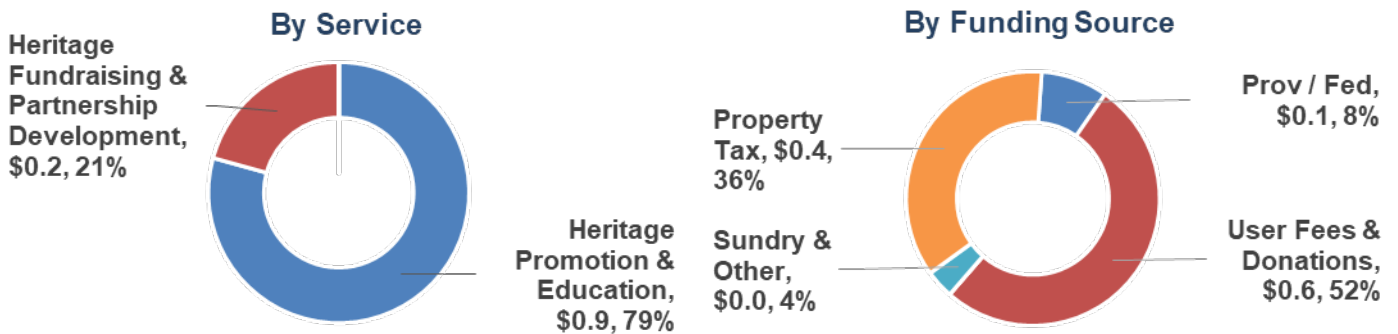 By Service
Heritage
Fundraising &
Partnership
Development,
$0.2, 21%
Heritage
Promotion &
Education,
$0.9, 79%
By Funding Source
Property
Tax, $0.4,
36%
Sundry &
Other,
$0.0, 4%
Prov / Fed,
$0.1, 8%
User Fees &
Donations,
$0.6, 52%